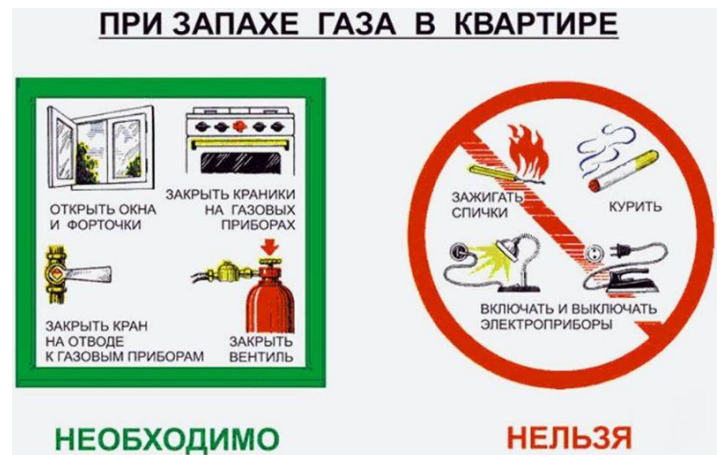 ПРИ ЗАПАХЕ ГАЗА В КВАРТИРЕ
ОТКРЫТЬ ОКНА
И ФОРТОЧКИ
ЗАКРЫТЬ КРАНИКИ
НА ГАЗОВЫХ
ПРИБОРАХ
ЗАКРЫТЬ КРАН
НА ОТВОДЕ
К ГАЗОВЫМ ПРИБОРАМ
ЗАКРЫТЬ
ВЕНТИЛЬ
НЕОБХОДИМО
ЗАЖИГАТЬ
СПИЧКИ
КУРИТЬ
ВКЛЮЧАТЬ И ВЫКЛЮЧАТЬ
ЭЛЕКТРОПРИБОРЫ
НЕЛЬЗЯ